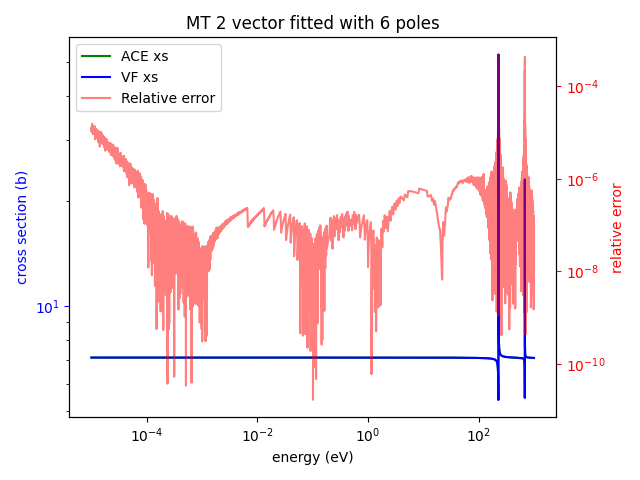 MT 2 vector fitted with 6 poles
ACE xs
VF xs
Relative error
cross section (b)
10¹
10⁻⁴
10⁻⁶
10⁻⁸
10⁻¹⁰
relative error
10⁻⁴
10⁻²
10⁰
10²
energy (eV)